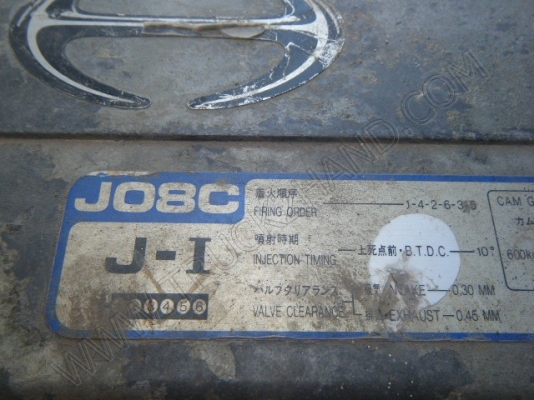 J08C
J-I
着火順序
FIRING ORDER 1-4-2-6-3-5
噴射時期
INJECTION TIMING 上死点前・B.T.D.C. 10°
バルブクリアランス 0.30 MM
VALVE CLEARANCE EXHAUST 0.45 MM
CAM G
カム
600k